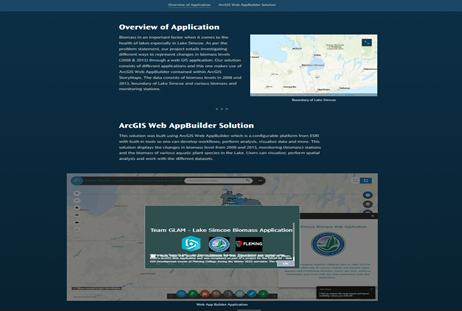 Overview of Application
ArcGIS Web AppBuilder Solution
Overview of Application
Biomass is an important factor when it comes to the
health of lakes especially in Lake Simcoe. As per the
problem statement, our project entails investigating
different ways to represent changes in biomass levels
(2008 & 2013) through a web GIS application. Our
solution consists of different applications and this one makes use of
ArcGIS Web AppBuilder contained within ArcGIS
StoryMaps. The data consists of biomass levels in 2008 and
2013, boundary of Lake Simcoe and various biomass and
monitoring stations.
Boundary of Lake Simcoe
ArcGIS Web AppBuilder Solution
This solution was built using ArcGIS Web AppBuilder which is a configurable platform from ESRI
with built-in tools so one can develop workflows, perform analysis, visualize data and more. This
solution displays the changes in biomass level from 2008 and 2013, monitoring (biomass) stations
and the biomass of various aquatic plant species in the Lake. Users can visualize, perform spatial
analysis and work with the different datasets.
Team GLAM - Lake Simcoe Biomass Application
FLEMING
Web App Builder Application